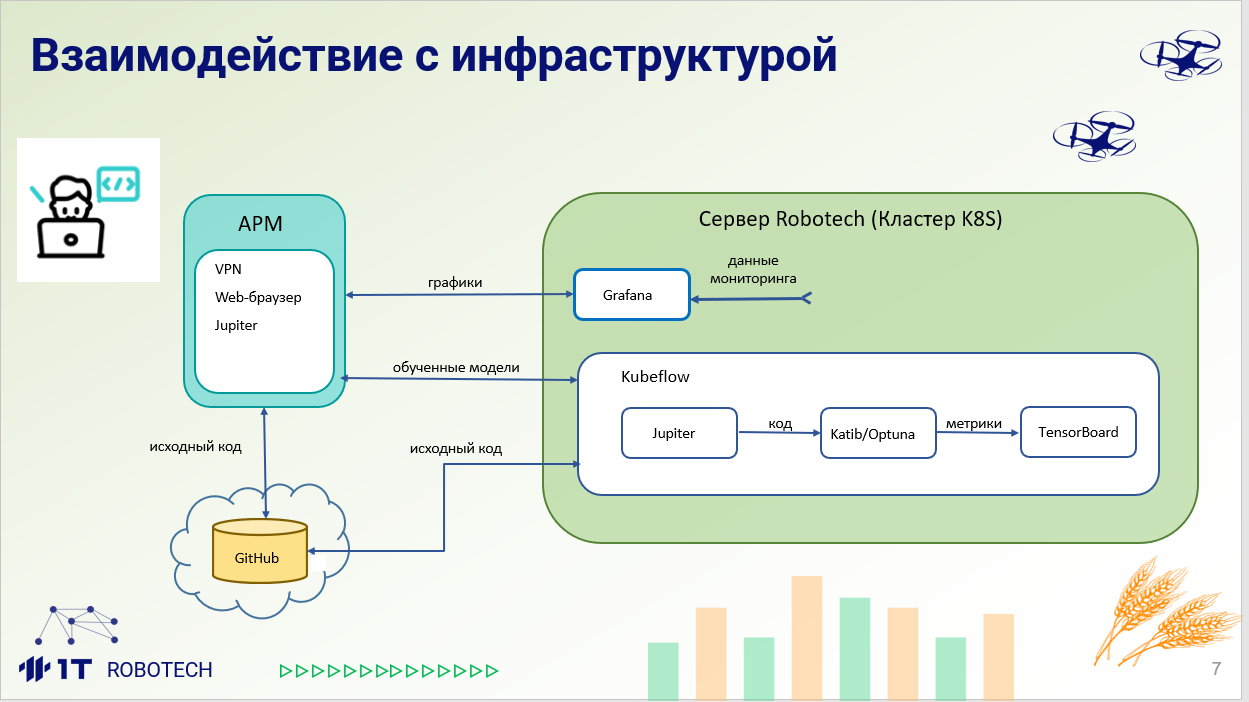 Взаимодействие с инфраструктурой
АРМ
VPN
Web-браузер
Jupiter
графики
обученные модели
исходный код
исходный код
GitHub
Сервер Robotech (Кластер K8S)
данные
мониторинга
Grafana
Kubeflow
Jupiter
код
Katib/Optuna
метрики
TensorBoard
1T ROBOTECH
7